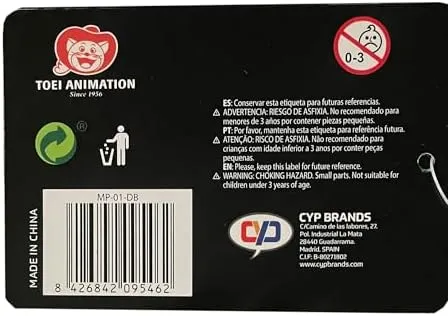 TOEI ANIMATION
Since 1956
0-3
ES: Conservar esta etiqueta para futuras referencias.
⚠ ADVERTENCIA: RIESGO DE ASFIXIA. No recomendado para
menores de 3 años por contener piezas pequeñas.
PT: Por favor, mantenha esta etiqueta para referência futura.
⚠ ATENÇÃO: RISCO DE ASFIXIA. Não recomendado para
crianças com idade inferior a 3 anos por conter peças
pequenas.
EN: Please, keep this label for future reference.
⚠ WARNING: CHOKING HAZARD. Small parts. Not suitable for
children under 3 years of age.
®
MP-01-DB
8 426842 095462
MADE IN CHINA
CYP
CYP BRANDS
C/Camino de las labores, 27.
Pol. Industrial La Mata
28440 Guadarrama.
Madrid. SPAIN
C.I.F: B-80271802
www.cypbrands.com